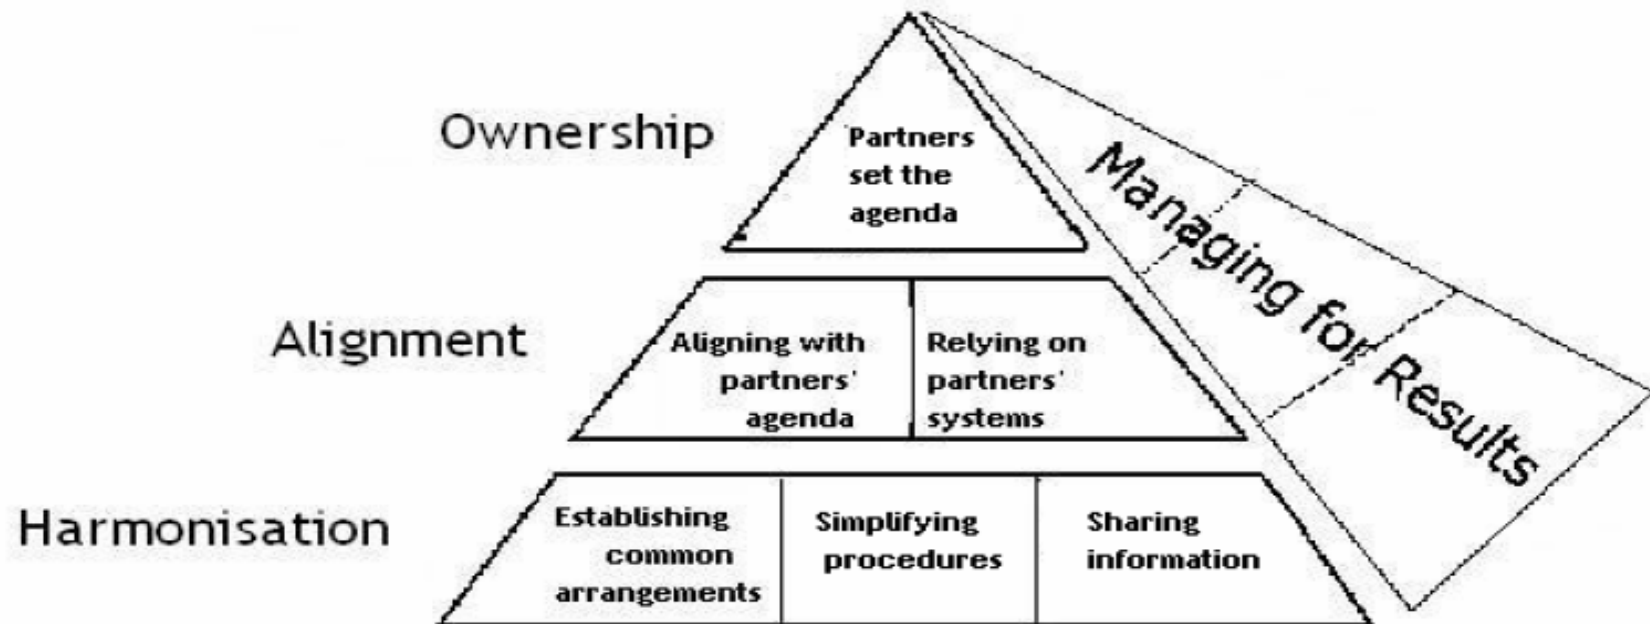 Ownership
Partners
set the
agenda
Managing for Results
Alignment
Aligning with
partners'
agenda
Relying on
partners'
systems
Harmonisation
Establishing
common
arrangements
Simplifying
procedures
Sharing
information